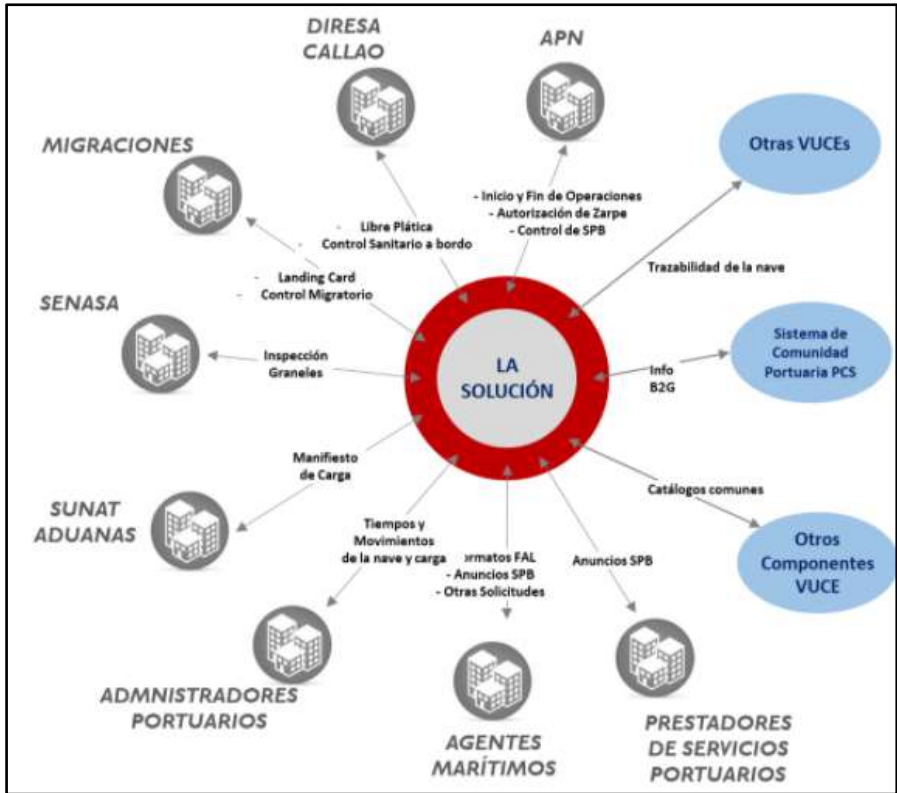 DIRESA
CALLAO
APN
MIGRACIONES
Otras VUCEs
- Inicio y Fin de Operaciones
- Autorización de Zarpe
- Control de SPB
- Libre Plática
- Control Sanitario a bordo
Trazabilidad de la nave
- Landing Card
- Control Migratorio
SENASA
Inspección
Graneles
LA
SOLUCIÓN
Info
B2G
Sistema de
Comunidad
Portuaria PCS
Manifiesto
de Carga
Catálogos comunes
SUNAT
ADUANAS
Tiempos y
Movimientos
de la nave y carga
ormatos FAL
- Anuncios SPB
- Otras Solicitudes
Anuncios SPB
Otros
Componentes
VUCE
ADMNISTRADORES
PORTUARIOS
AGENTES
MARÍTIMOS
PRESTADORES
DE SERVICIOS
PORTUARIOS